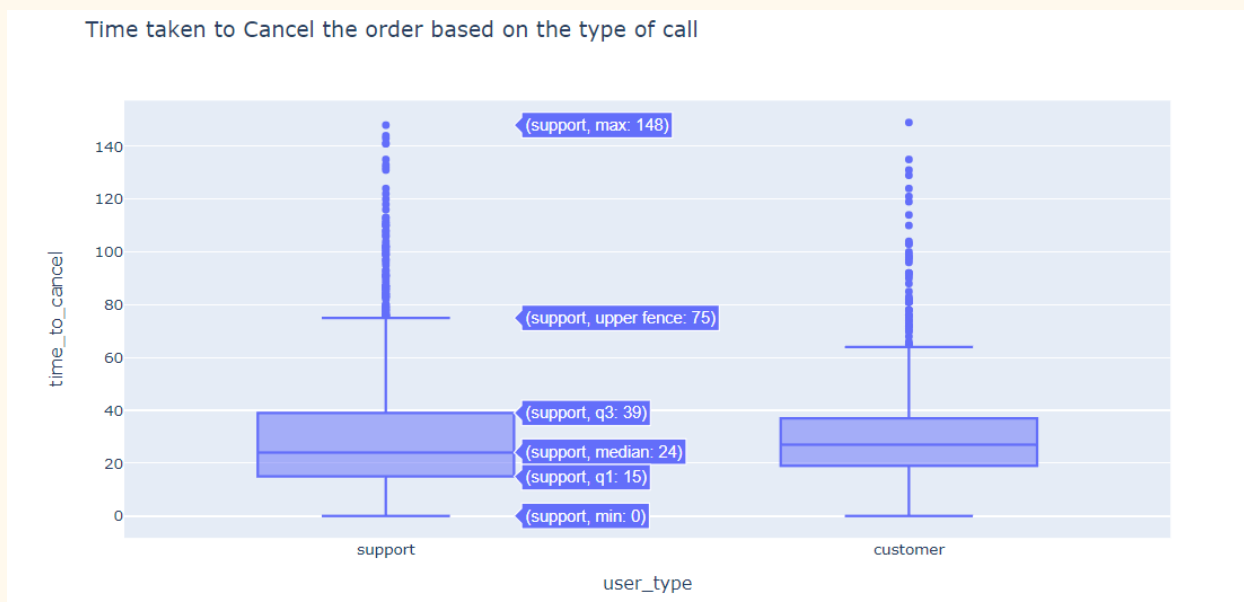 Time taken to Cancel the order based on the type of call
time_to_cancel
140
120
100
80
60
40
20
0
(support, max: 148)
(support, upper fence: 75)
(support, q3: 39)
(support, median: 24)
(support, q1: 15)
(support, min: 0)
support
customer
user_type